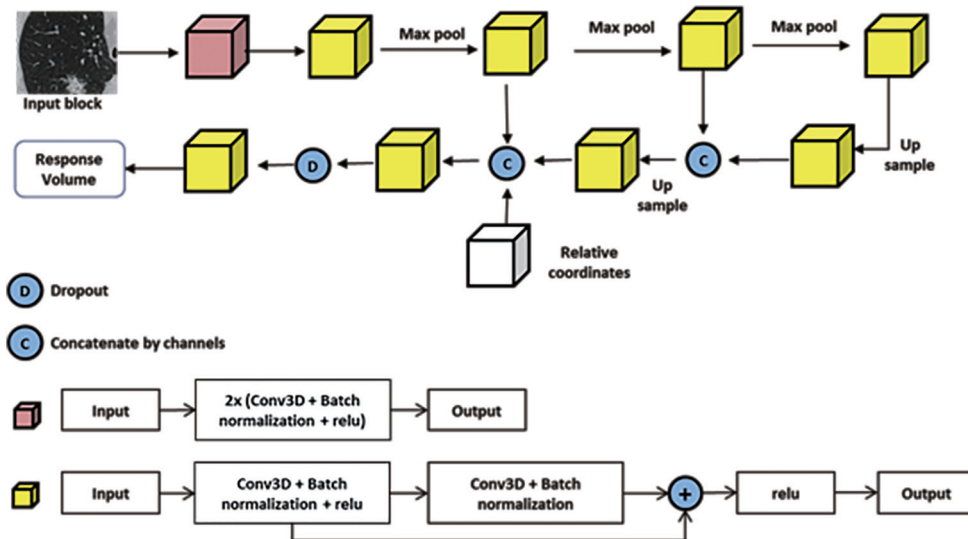 Max pool
Max pool
Max pool
Input block
Response
Volume
D
C
C
Up
sample
Up
sample
Relative
coordinates
D
Dropout
C
Concatenate by channels
Input
2x (Conv3D + Batch
normalization + relu)
Output
Input
Conv3D + Batch
normalization + relu
Conv3D + Batch
normalization
+
relu
Output